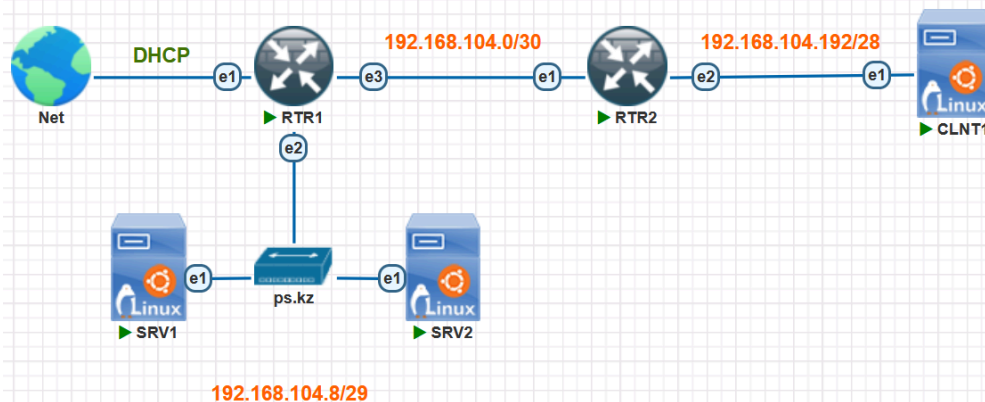 DHCP
192.168.104.0/30
192.168.104.192/28
e1
e3
e1
e2
e1
Linux
Net
RTR1
RTR2
CLNT1
e2
e1
e1
Linux
Linux
ps.kz
SRV1
SRV2
192.168.104.8/29